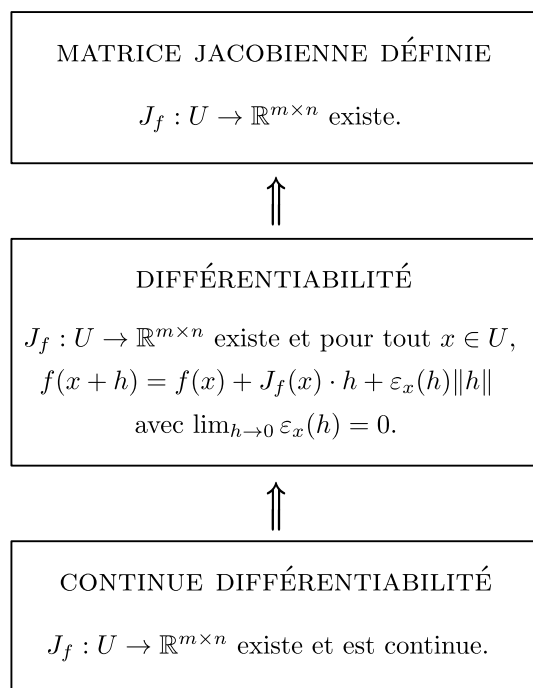 MATRICE JACOBIENNE DÉFINIE
J_f : U → ℝ^{m×n} existe.
⇑
DIFFÉRENTIABILITÉ
J_f : U → ℝ^{m×n} existe et pour tout x ∈ U,
f(x + h) = f(x) + J_f(x) · h + ε_x(h)‖h‖
avec lim_{h→0} ε_x(h) = 0.
⇑
CONTINUE DIFFÉRENTIABILITÉ
J_f : U → ℝ^{m×n} existe et est continue.